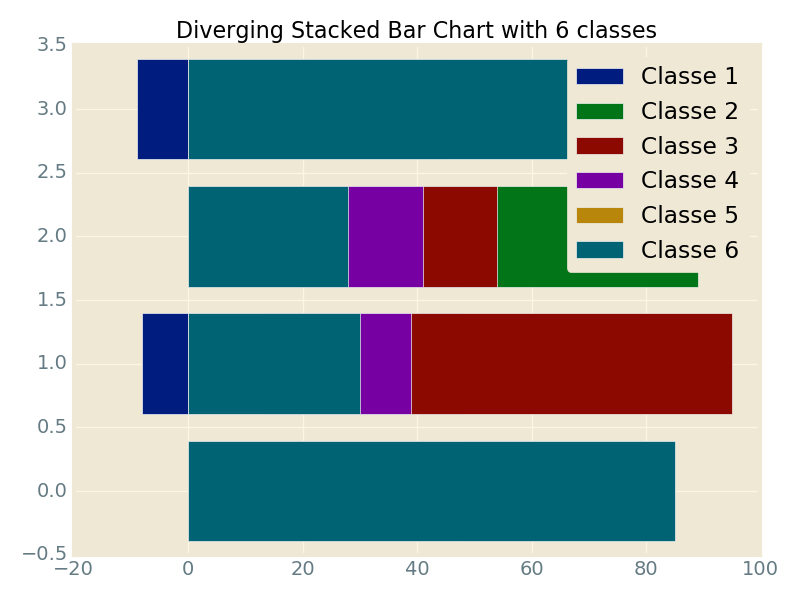 Diverging Stacked Bar Chart with 6 classes
3.5
3.0
2.5
2.0
1.5
1.0
0.5
0.0
−0.5
−20 0 20 40 60 80 100
Classe 1
Classe 2
Classe 3
Classe 4
Classe 5
Classe 6